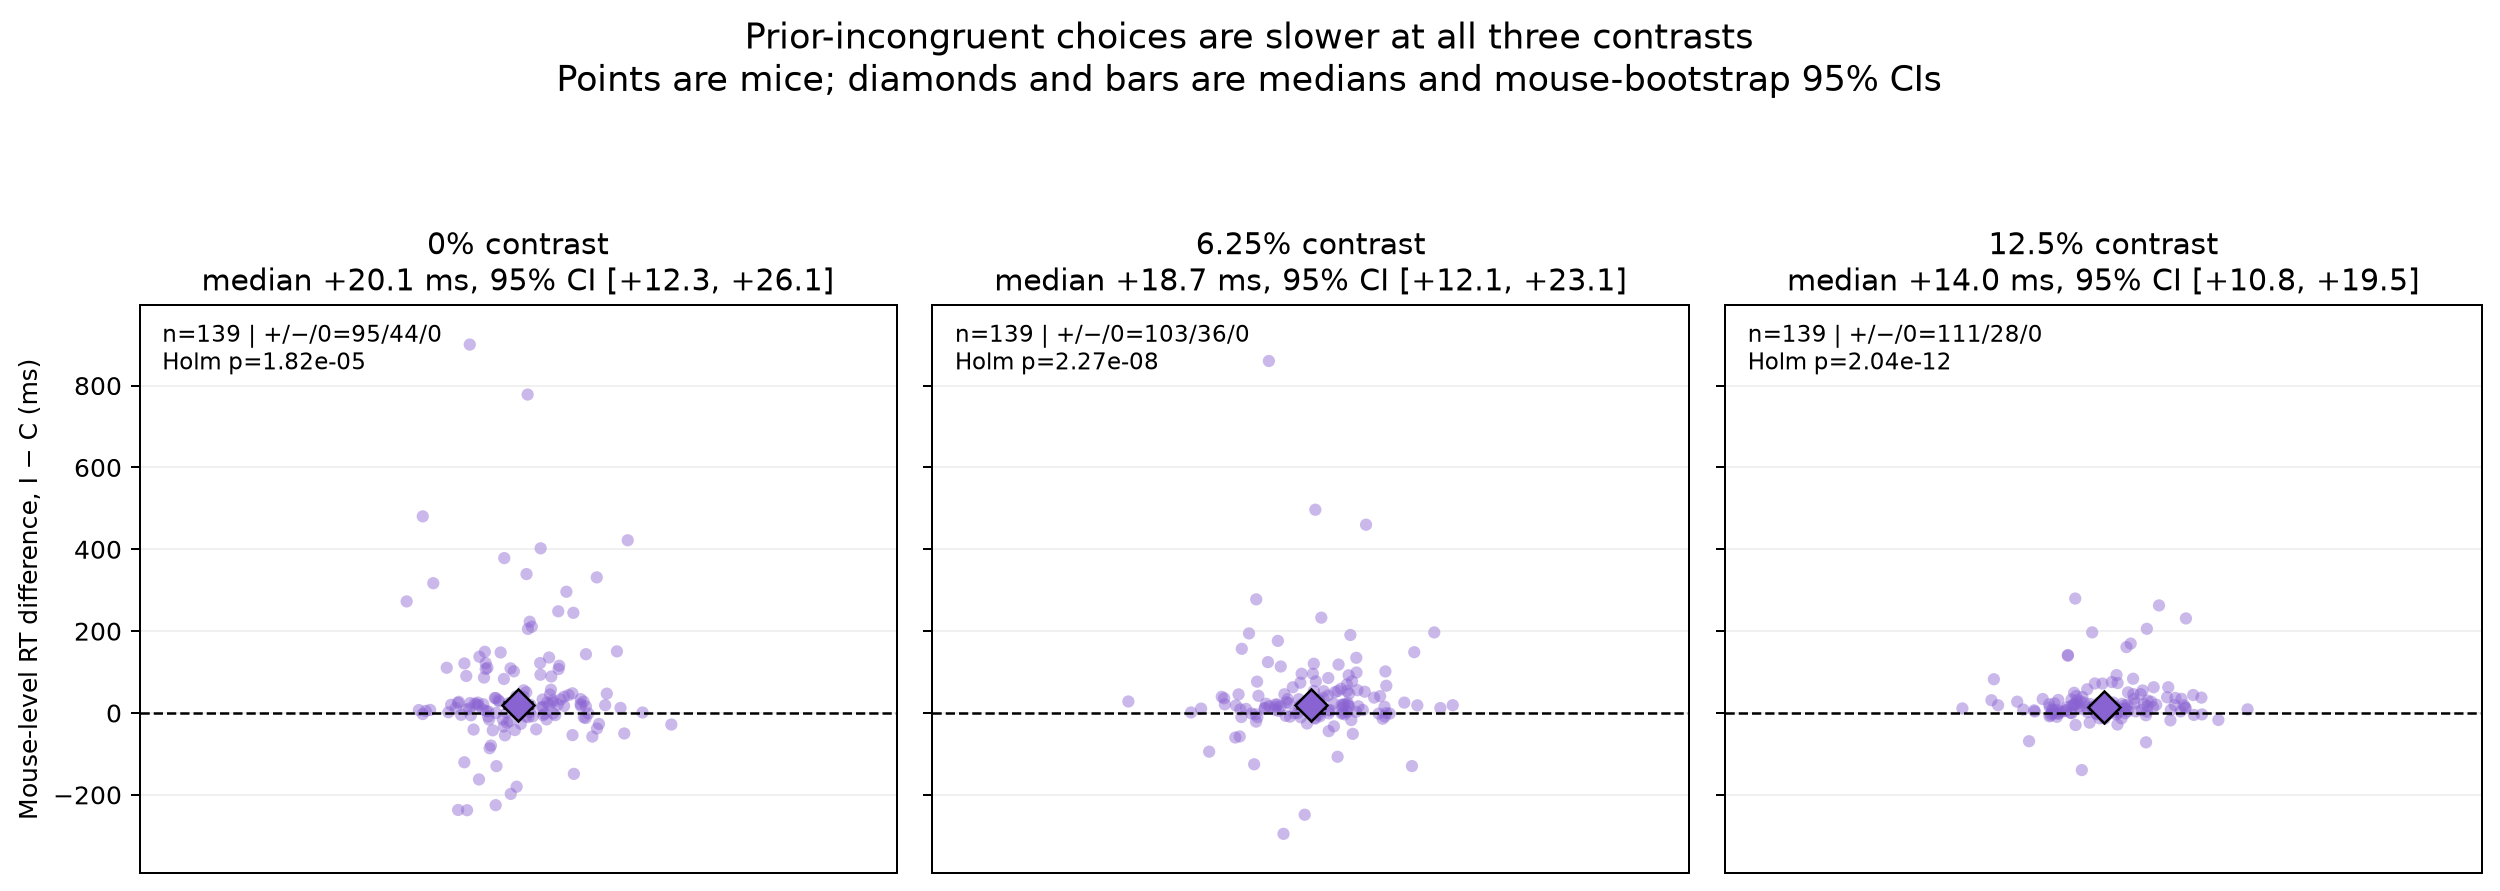 Prior-incongruent choices are slower at all three contrasts
Points are mice; diamonds and bars are medians and mouse-bootstrap 95% CIs
0% contrast
median +20.1 ms, 95% CI [+12.3, +26.1]
6.25% contrast
median +18.7 ms, 95% CI [+12.1, +23.1]
12.5% contrast
median +14.0 ms, 95% CI [+10.8, +19.5]
n=139 | +/−/0=95/44/0
Holm p=1.82e-05
n=139 | +/−/0=103/36/0
Holm p=2.27e-08
n=139 | +/−/0=111/28/0
Holm p=2.04e-12
Mouse-level RT difference, I − C (ms)
800
600
400
200
0
−200